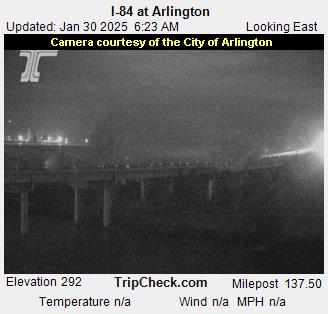 I-84 at Arlington
Updated: Jan 30 2025 6:23 AM Looking East
Camera courtesy of the City of Arlington
Elevation 292 TripCheck.com Milepost 137.50
Temperature n/a Wind n/a MPH n/a